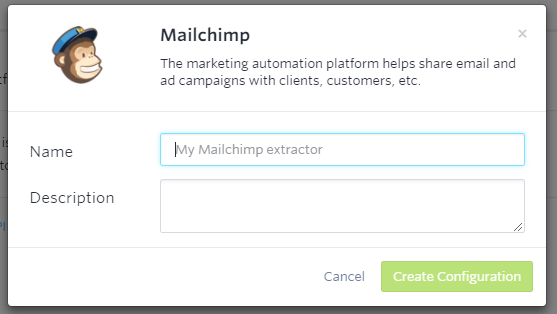 Mailchimp
×
The marketing automation platform helps share email and
ad campaigns with clients, customers, etc.
Name
My Mailchimp extractor
Description
Cancel
Create Configuration